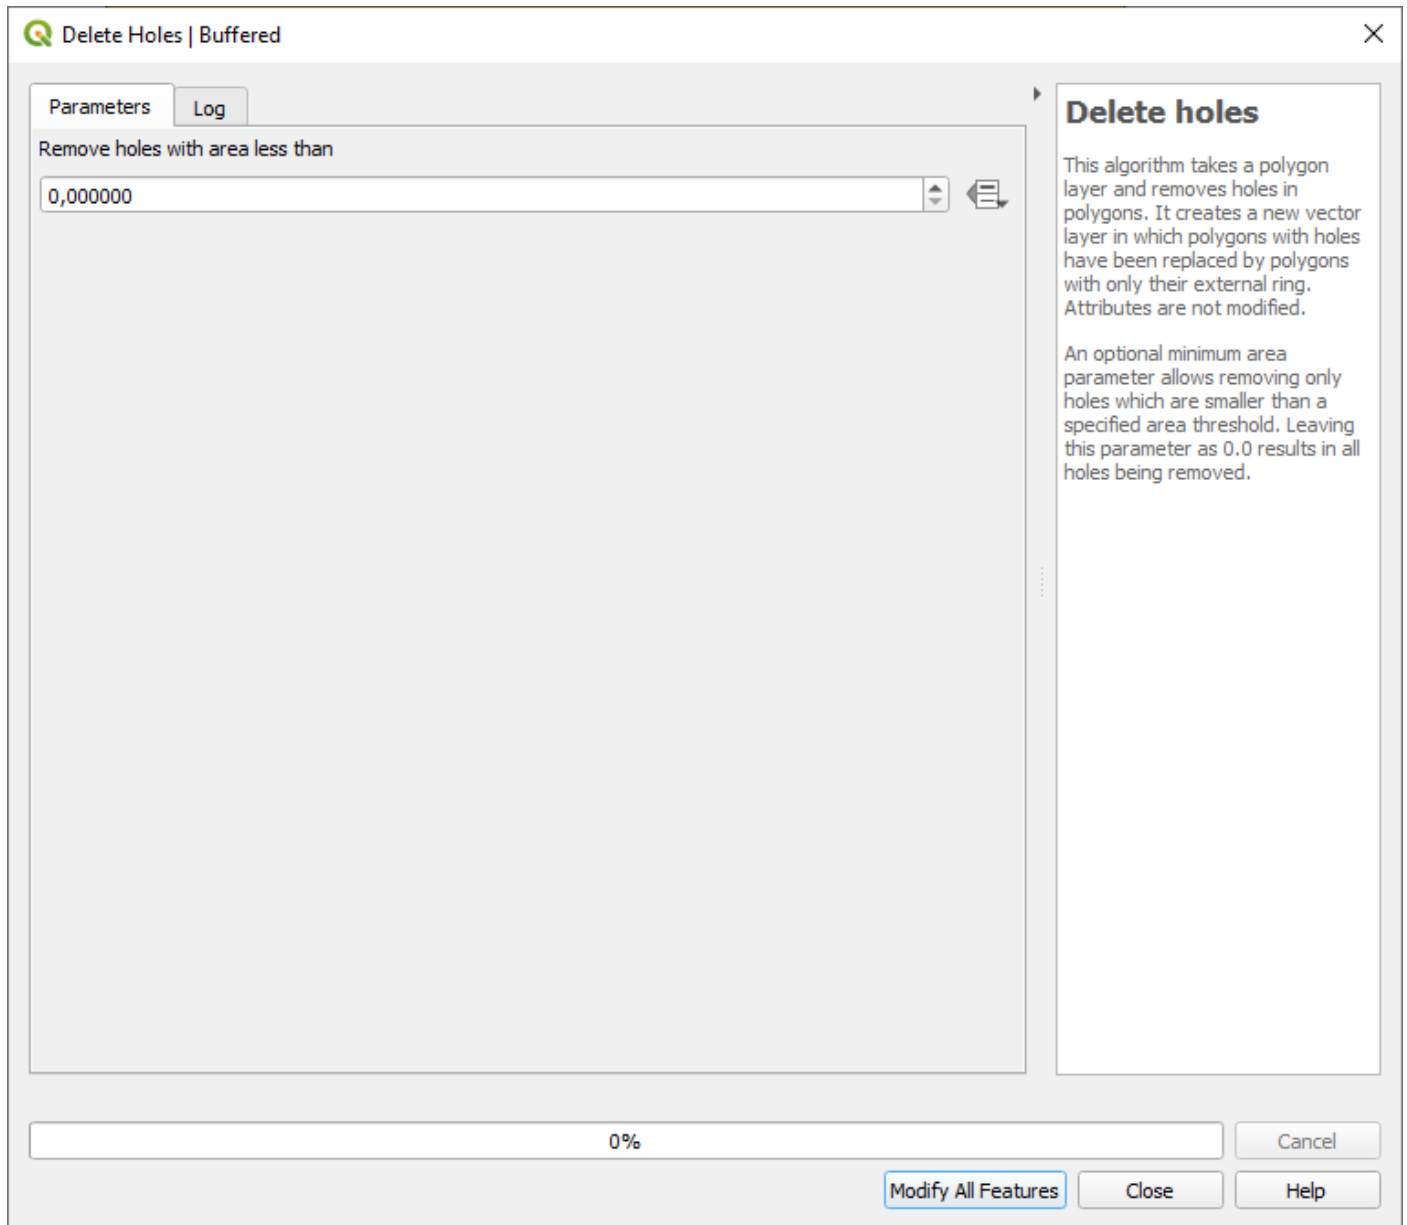 Delete Holes | Buffered
Parameters
Log
Remove holes with area less than
0,000000
Delete holes
This algorithm takes a polygon
layer and removes holes in
polygons. It creates a new vector
layer in which polygons with holes
have been replaced by polygons
with only their external ring.
Attributes are not modified.
An optional minimum area
parameter allows removing only
holes which are smaller than a
specified area threshold. Leaving
this parameter as 0.0 results in all
holes being removed.
0%
Cancel
Modify All Features
Close
Help